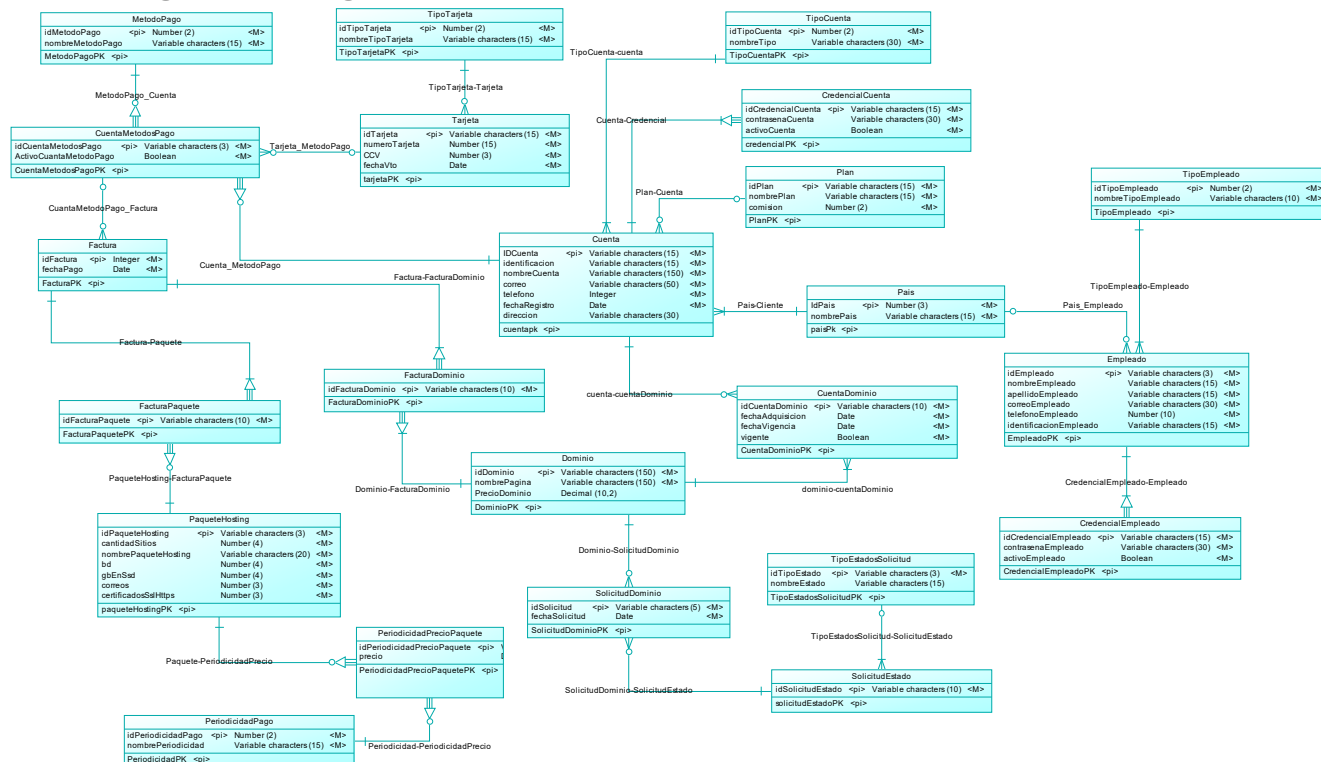 MetodoPago
idMetodoPago <pi> Number (2) <M>
nombreMetodoPago Variable characters (15) <M>
MetodoPagoPK <pi>
TipoTarjeta
idTipoTarjeta <pi> Number (2) <M>
nombreTipoTarjeta Variable characters (15) <M>
TipoTarjetaPK <pi>
TipoCuenta
idTipoCuenta <pi> Number (2) <M>
nombreTipo Variable characters (30) <M>
TipoCuentaPK <pi>
TipoCuenta-cuenta
MetodoPago_Cuenta
TipoTarjeta-Tarjeta
CredencialCuenta
idCredencialCuenta <pi> Variable characters (15) <M>
contrasenaCuenta Variable characters (30) <M>
activoCuenta Boolean <M>
credencialPK <pi>
Cuenta-Credencial
CuentaMetodosPago
idCuentaMetodosPago <pi> Variable characters (3) <M>
ActivoCuantaMetodoPago Boolean <M>
CuentaMetodosPagoPK <pi>
Tarjeta_MetodoPago
Tarjeta
idTarjeta <pi> Variable characters (15) <M>
numeroTarjeta Number (15) <M>
CCV Number (3) <M>
fechaVto Date <M>
tarjetaPK <pi>
Plan
idPlan <pi> Variable characters (15) <M>
nombrePlan Variable characters (15) <M>
comision Number (2) <M>
PlanPK <pi>
Plan-Cuenta
TipoEmpleado
idTipoEmpleado <pi> Number (2) <M>
nombreTipoEmpleado Variable characters (10) <M>
TipoEmpleado <pi>
CuantaMetodoPago_Factura
Factura
idFactura <pi> Integer <M>
fechaPago Date <M>
FacturaPK <pi>
Cuenta_MetodoPago
Factura-FacturaDominio
Cuenta
IDCuenta <pi> Variable characters (15) <M>
identificacion Variable characters (15) <M>
nombreCuenta Variable characters (150) <M>
correo Variable characters (50) <M>
telefono Integer <M>
fechaRegistro Date <M>
direccion Variable characters (30)
cuentapk <pi>
Pais-Cliente
Pais
IdPais <pi> Number (3) <M>
nombrePais Variable characters (15) <M>
paisPk <pi>
Pais_Empleado
TipoEmpleado-Empleado
Factura-Paquete
Empleado
idEmpleado <pi> Variable characters (3) <M>
nombreEmpleado Variable characters (15) <M>
apellidoEmpleado Variable characters (15) <M>
correoEmpleado Variable characters (30) <M>
telefonoEmpleado Number (10) <M>
identificacionEmpleado Variable characters (15) <M>
EmpleadoPK <pi>
FacturaDominio
idFacturaDominio <pi> Variable characters (10) <M>
FacturaDominioPK <pi>
cuenta-cuentaDominio
CuentaDominio
idCuentaDominio <pi> Variable characters (10) <M>
fechaAdquisicion Date <M>
fechaVigencia Date <M>
vigente Boolean <M>
CuentaDominioPK <pi>
FacturaPaquete
idFacturaPaquete <pi> Variable characters (10) <M>
FacturaPaquetePK <pi>
PaqueteHosting-FacturaPaquete
Dominio-FacturaDominio
Dominio
idDominio <pi> Variable characters (150) <M>
nombrePagina Variable characters (150) <M>
PrecioDominio Decimal (10,2)
DominioPK <pi>
dominio-cuentaDominio
CredencialEmpleado-Empleado
PaqueteHosting
idPaqueteHosting <pi> Variable characters (3) <M>
cantidadSitios Number (4) <M>
nombrePaqueteHosting Variable characters (20) <M>
bd Number (4) <M>
gbEnSsd Number (4) <M>
correos Number (3) <M>
certificadosSslHttps Number (3) <M>
paqueteHostingPK <pi>
CredencialEmpleado
idCredencialEmpleado <pi> Variable characters (15) <M>
contrasenaEmpleado Variable characters (30) <M>
activoEmpleado Boolean <M>
CredencialEmpleadoPK <pi>
Dominio-SolicitudDominio
TipoEstadosSolicitud
idTipoEstado <pi> Variable characters (3) <M>
nombreEstado Variable characters (15)
TipoEstadosSolicitudPK <pi>
SolicitudDominio
idSolicitud <pi> Variable characters (5) <M>
fechaSolicitud Date <M>
SolicitudDominioPK <pi>
TipoEstadosSolicitud-SolicitudEstado
PeriodicidadPrecioPaquete
idPeriodicidadPrecioPaquete <pi>
precio
PeriodicidadPrecioPaquetePK <pi>
Paquete-PeriodicidadPrecio
SolicitudEstado
idSolicitudEstado <pi> Variable characters (10) <M>
solicitudEstadoPK <pi>
SolicitudDominio-SolicitudEstado
PeriodicidadPago
idPeriodicidadPago <pi> Number (2) <M>
nombrePeriodicidad Variable characters (15) <M>
PeriodicidadPK <pi>
Periodicidad-PeriodicidadPrecio